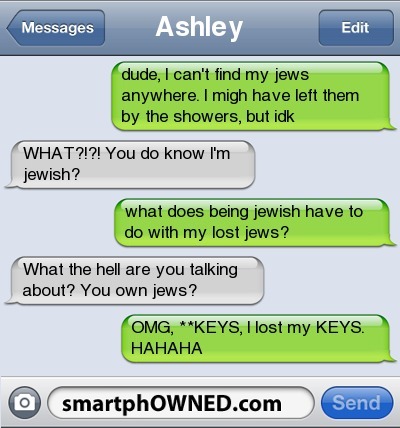 Messages
Ashley
Edit
dude, I can't find my jews
anywhere. I migh have left them
by the showers, but idk
WHAT?!?! You do know I'm
jewish?
what does being jewish have to
do with my lost jews?
What the hell are you talking
about? You own jews?
OMG, **KEYS, I lost my KEYS.
HAHAHA
smartphOWNED.com
Send